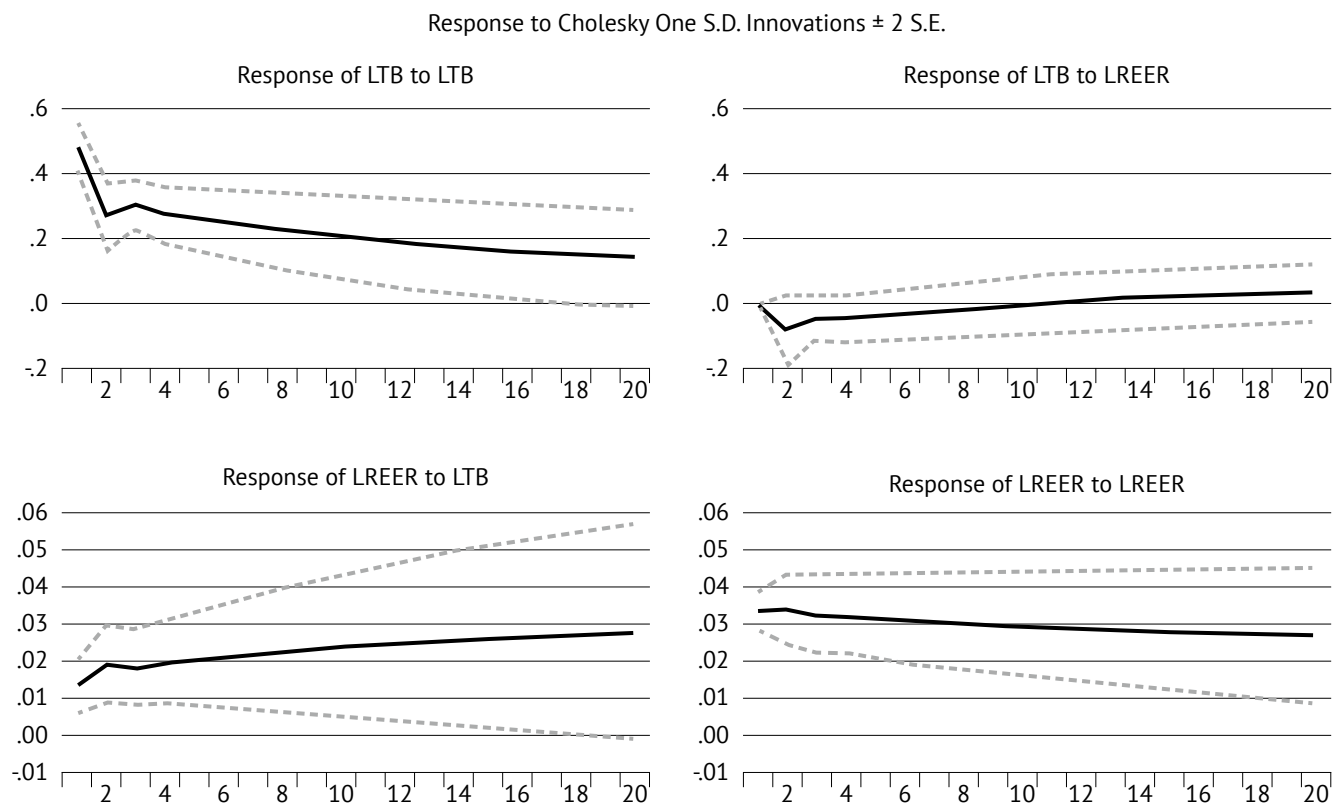 Response to Cholesky One S.D. Innovations ± 2 S.E.
Response of LTB to LTB
.6
.4
.2
.0
-.2
2 4 6 8 10 12 14 16 18 20
Response of LTB to LREER
.6
.4
.2
.0
-.2
2 4 6 8 10 12 14 16 18 20
Response of LREER to LTB
.06
.05
.04
.03
.02
.01
.00
-.01
2 4 6 8 10 12 14 16 18 20
Response of LREER to LREER
.06
.05
.04
.03
.02
.01
.00
-.01
2 4 6 8 10 12 14 16 18 20